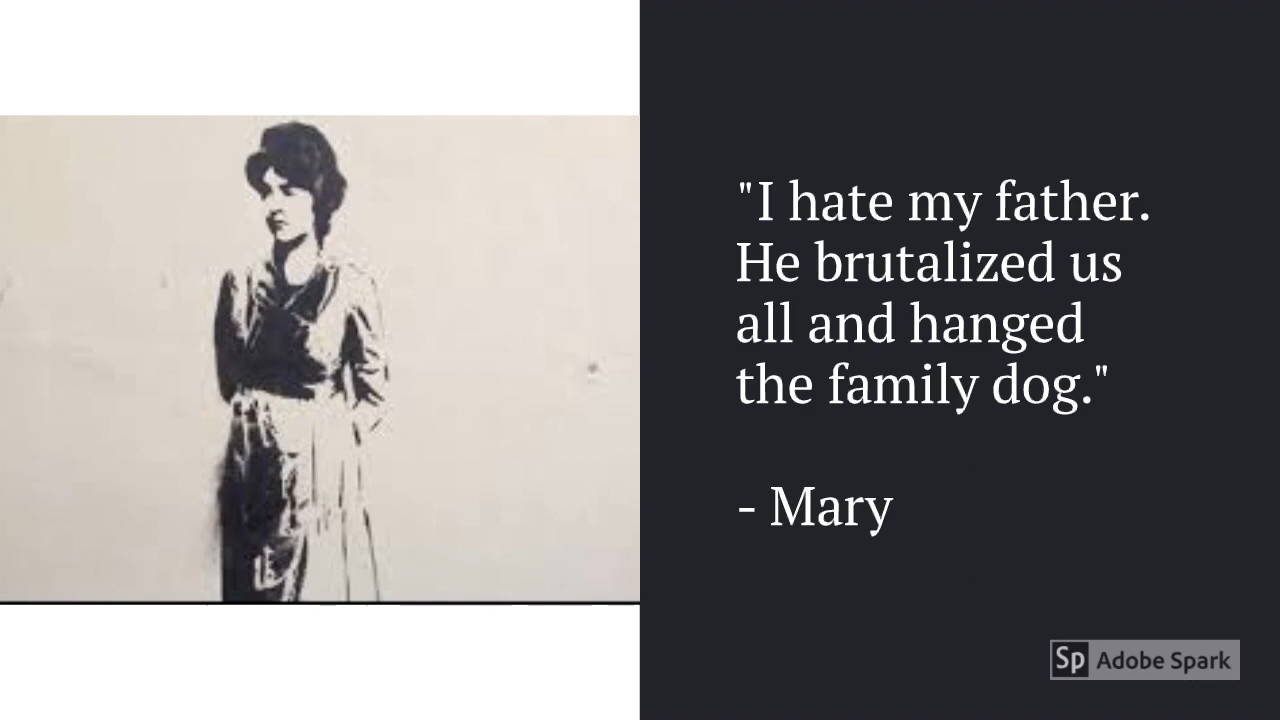 "I hate my father.
He brutalized us
all and hanged
the family dog."
- Mary
Sp Adobe Spark